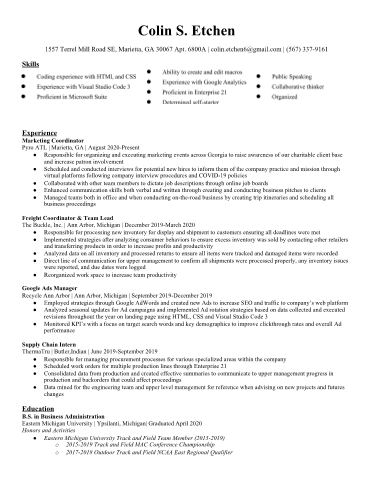 Colin S. Etchen
1557 Terrel Mill Road SE, Marietta, GA 30067 Apt. 6800A | colin.etchen6@gmail.com | (567) 337-9161
Skills
● Coding experience with HTML and CSS
● Experience with Visual Studio Code 3
● Proficient in Microsoft Suite
● Ability to create and edit macros
● Experience with Google Analytics
● Proficient in Enterprise 21
● Determined self-starter
● Public Speaking
● Collaborative thinker
● Organized
Experience
Marketing Coordinator
Pyro ATL | Marietta, GA | August 2020-Present
● Responsible for organizing and executing marketing events across Georgia to raise awareness of our charitable client base
and increase patron involvement
● Scheduled and conducted interviews for potential new hires to inform them of the company practice and mission through
virtual platforms following company interview procedures and COVID-19 policies
● Collaborated with other team members to dictate job descriptions through online job boards
● Enhanced communication skills both verbal and written through creating and conducting business pitches to clients
● Managed teams both in office and when conducting on-the-road business by creating trip itineraries and scheduling all
business proceedings
Freight Coordinator & Team Lead
The Buckle, Inc. | Ann Arbor, Michigan | December 2019-March 2020
● Responsible for processing new inventory for display and shipment to customers ensuring all deadlines were met
● Implemented strategies after analyzing consumer behaviors to ensure excess inventory was sold by contacting other retailers
and transferring products in order to increase profits and productivity
● Analyzed data on all inventory and processed returns to ensure all items were tracked and damaged items were recorded
● Direct line of communication for upper management to confirm all shipments were processed properly, any inventory issues
were reported, and due dates were logged
● Reorganized work space to increase team productivity
Google Ads Manager
Recycle Ann Arbor | Ann Arbor, Michigan | September 2019-December 2019
● Employed strategies through Google AdWords and created new Ads to increase SEO and traffic to company's web platform
● Analyzed seasonal updates for Ad campaigns and implemented Ad rotation strategies based on data collected and executed
revisions throughout the year on landing page using HTML, CSS and Visual Studio Code 3
● Monitored KPI's with a focus on target search words and key demographics to improve clickthrough rates and overall Ad
performance
Supply Chain Intern
ThermaTru | Butler,Indian | June 2019-September 2019
● Responsible for managing procurement processes for various specialized areas within the company
● Scheduled work orders for multiple production lines through Enterprise 21
● Consolidated data from production and created effective summaries to communicate to upper management progress in
production and backorders that could affect proceedings
● Data mined for the engineering team and upper level management for reference when advising on new projects and futures
changes
Education
B.S. in Business Administration
Eastern Michigan University | Ypsilanti, Michigan| Graduated April 2020
Honors and Activities
● Eastern Michigan University Track and Field Team Member (2015-2019)
○ 2015-2019 Track and Field MAC Conference Championship
○ 2017-2018 Outdoor Track and Field NCAA East Regional Qualifier